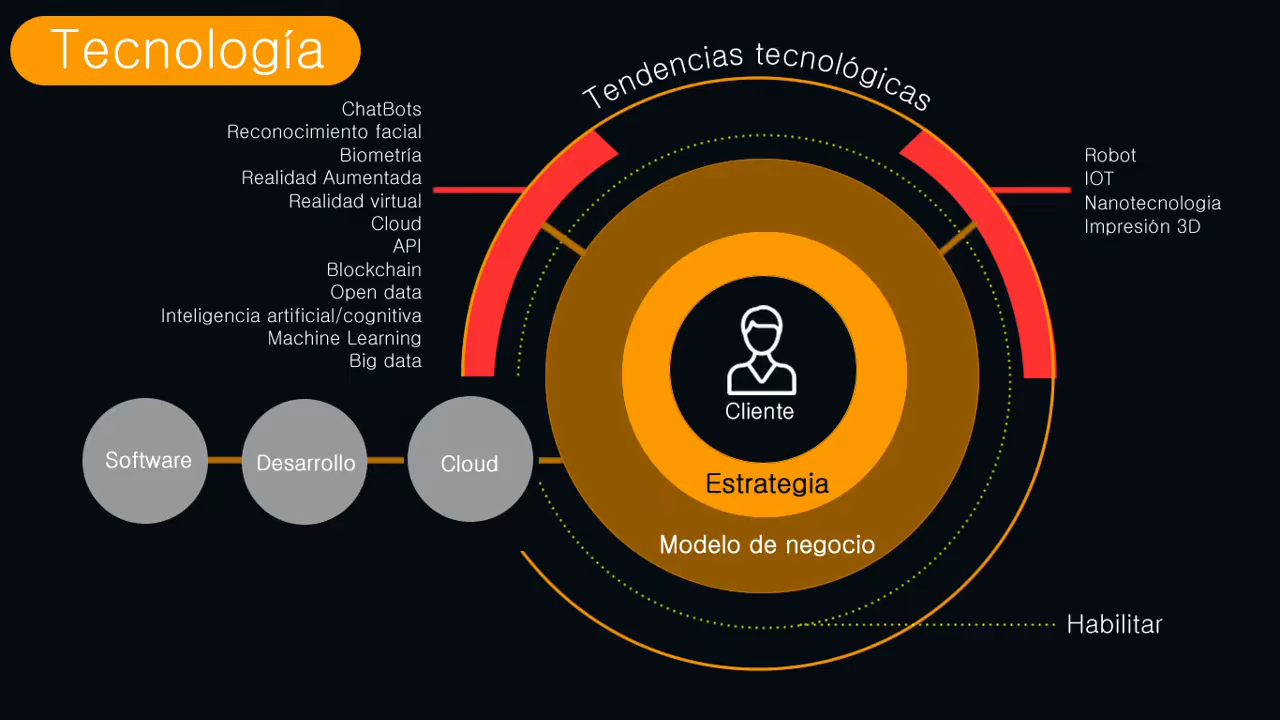 Tecnología
Tendencias tecnológicas
ChatBots
Reconocimiento facial
Biometría
Realidad Aumentada
Realidad virtual
Cloud
API
Blockchain
Open data
Inteligencia artificial/cognitiva
Machine Learning
Big data
Robot
IOT
Nanotecnologia
Impresión 3D
Cliente
Software
Desarrollo
Cloud
Estrategia
Modelo de negocio
Habilitar